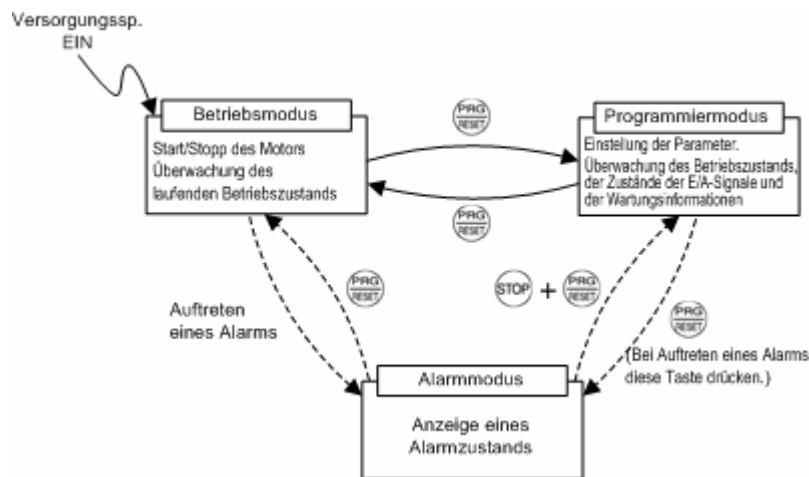 Versorgungssp.
EIN
Betriebsmodus
Start/Stopp des Motors
Überwachung des
laufenden Betriebszustands
PRG
RESET
Programmiermodus
Einstellung der Parameter.
Überwachung des Betriebszustands,
der Zustände der E/A-Signale und
der Wartungsinformationen
PRG
RESET
Auftreten
eines Alarms
PRG
RESET
STOP + PRG
RESET
PRG
RESET
(Bei Auftreten eines Alarms
diese Taste drücken.)
Alarmmodus
Anzeige eines
Alarmzustands